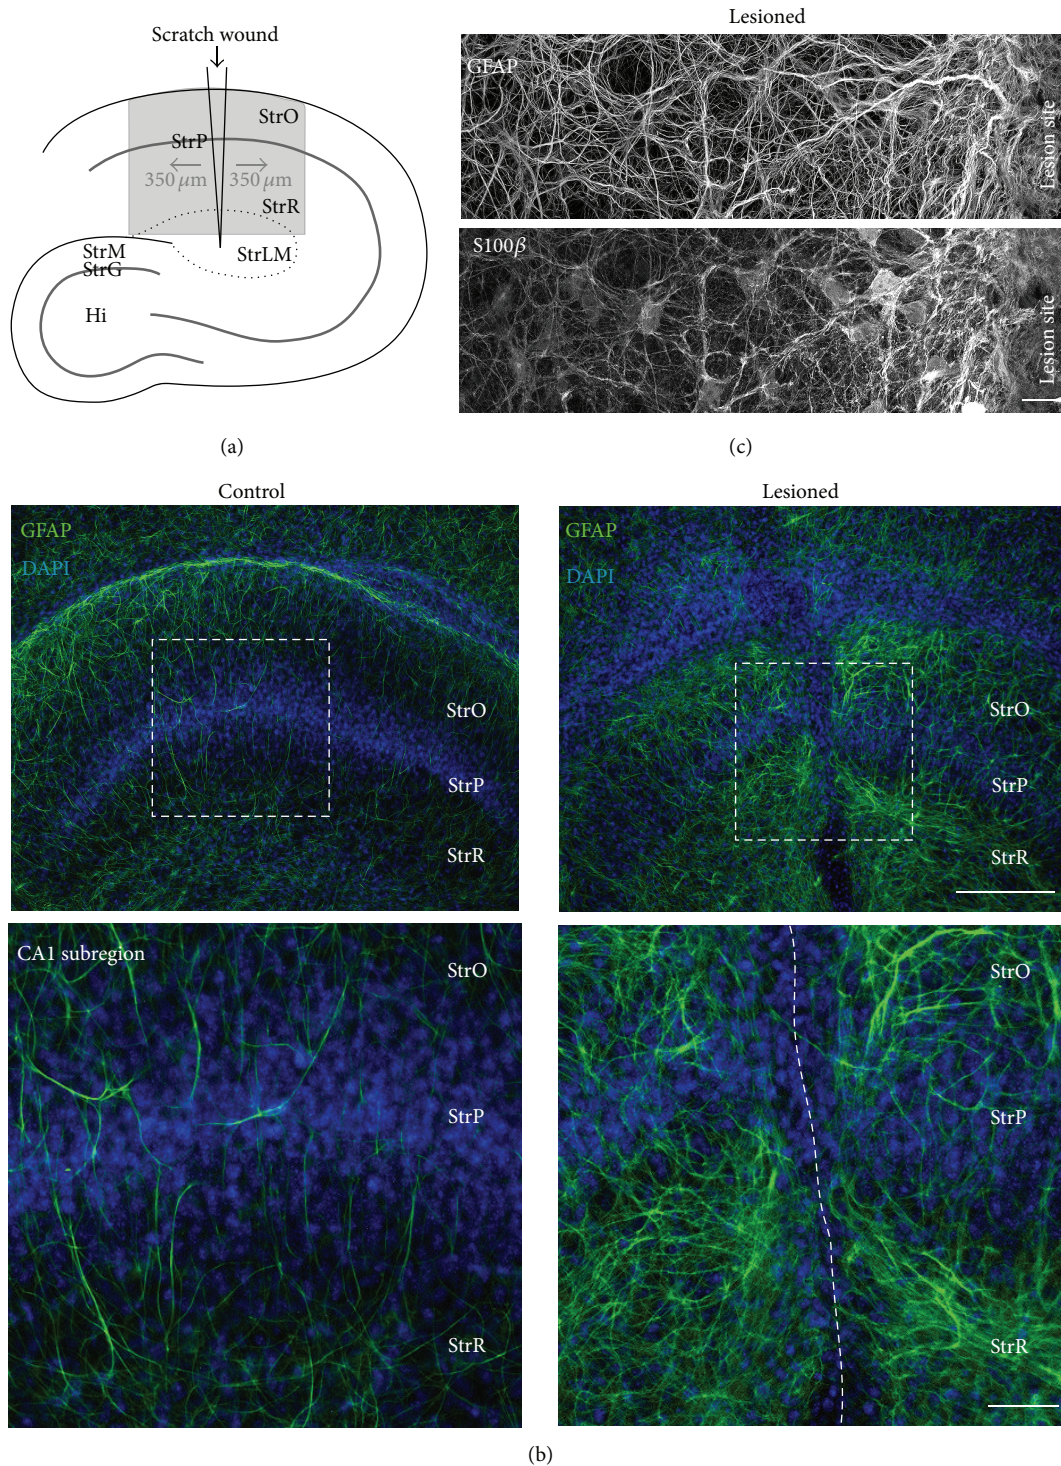 Scratch wound
StrO
StrP
350 μm 350 μm
StrR
StrM
StrLM
StrG
Hi
(a)
Lesioned
GFAP
Lesion site
S100β
Lesion site
(c)
Control
GFAP
DAPI
StrO
StrP
StrR
Lesioned
GFAP
DAPI
StrO
StrP
StrR
CA1 subregion
StrO
StrP
StrR
StrO
StrP
StrR
(b)